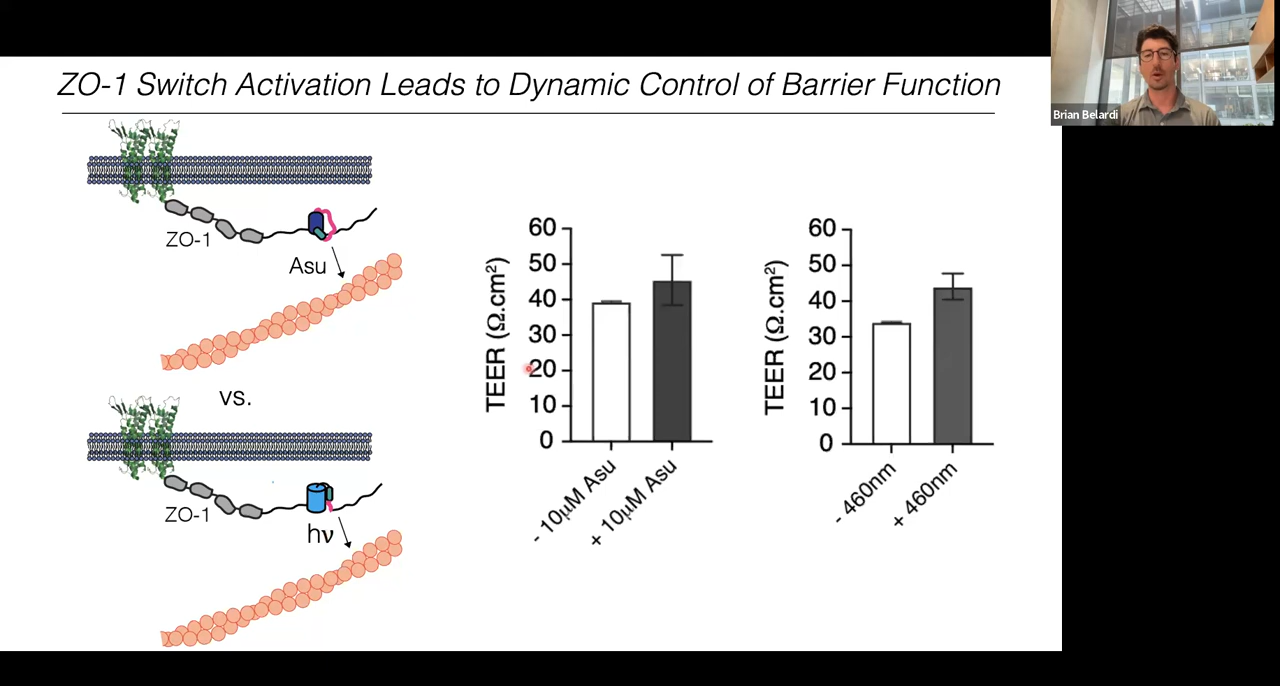 ZO-1 Switch Activation Leads to Dynamic Control of Barrier Function
Brian Belardi
ZO-1
Asu
vs.
ZO-1
hν
TEER (Ω.cm²)
60
50
40
30
20
10
0
- 10μM Asu
+ 10μM Asu
TEER (Ω.cm²)
60
50
40
30
20
10
0
- 460nm
+ 460nm